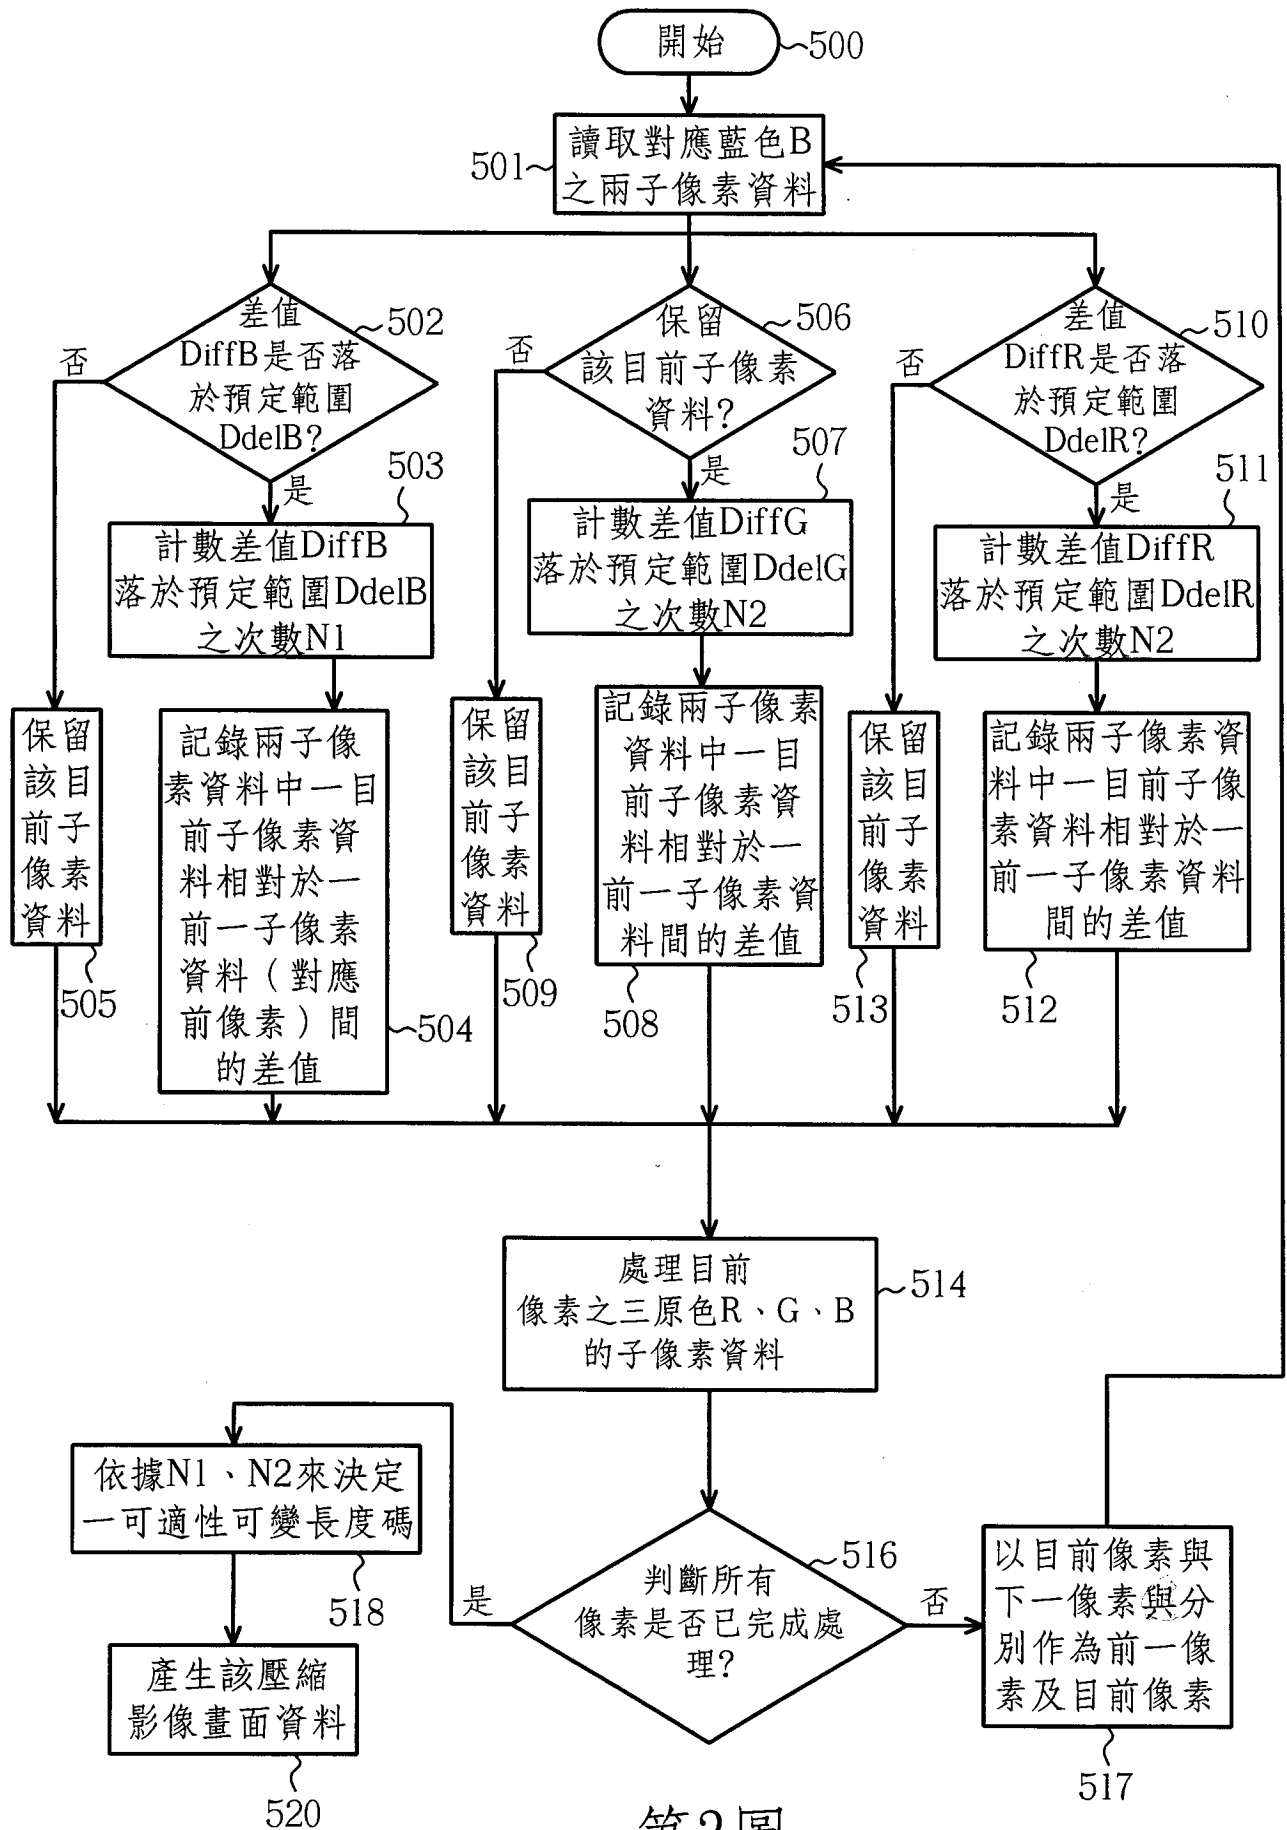 開始
500
讀取對應藍色B
之兩子像素資料
501
差值
DiffB是否落
於預定範圍
DdelB?
502
否
是
503
計數差值DiffB
落於預定範圍DdelB
之次數N1
保留
該目前子像素
資料?
506
否
是
507
計數差值DiffG
落於預定範圍DdelG
之次數N2
差值
DiffR是否落
於預定範圍
DdelR?
510
否
是
511
計數差值DiffR
落於預定範圍DdelR
之次數N2
保留
該目
前子
像素
資料
505
記錄兩子像
素資料中一目
前子像素資
料相對於一
前一子像素
資料(對應
前像素)間
的差值
504
保留
該目
前子
像素
資料
509
記錄兩子像素
資料中一目
前子像素資
料相對於一
前一子像素資
料間的差值
508
保留
該目
前子
像素
資料
513
記錄兩子像素資
料中一目前子像
素資料相對於一
前一子像素資料
間的差值
512
處理目前
像素之三原色R、G、B
的子像素資料
514
依據N1、N2來決定
一可適性可變長度碼
518
判斷所有
像素是否已完成處
理?
516
是
否
以目前像素與
下一像素與分
別作為前一像
素及目前像素
517
產生該壓縮
影像畫面資料
520
第2圖